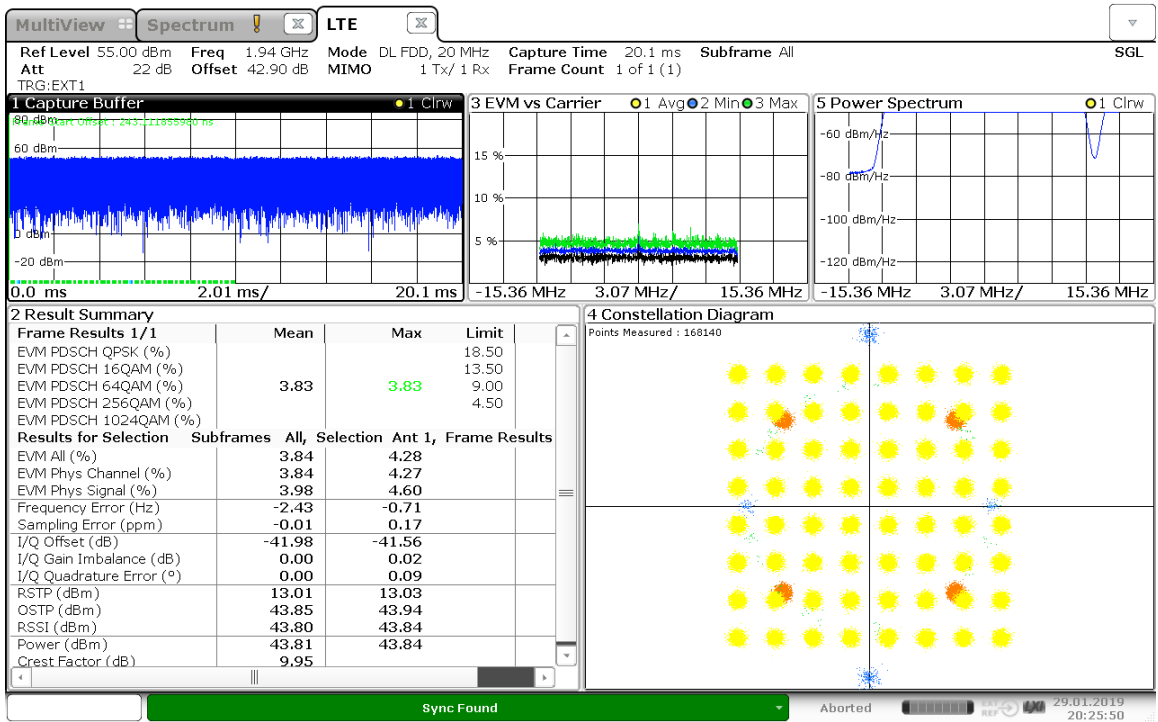 MultiView Spectrum ! X LTE X
Ref Level 55.00 dBm Freq 1.94 GHz Mode DL FDD, 20 MHz Capture Time 20.1 ms Subframe All SGL
Att 22 dB Offset 42.90 dB MIMO 1 Tx/ 1 Rx Frame Count 1 of 1 (1)
TRG:EXT1
1 Capture Buffer 1 Clrw
80 dBm
Frame Start Offset : 243.111855960 ns
60 dBm
0 dBm
-20 dBm
0.0 ms 2.01 ms/ 20.1 ms
3 EVM vs Carrier 1 Avg 2 Min 3 Max
15 %
10 %
5 %
-15.36 MHz 3.07 MHz/ 15.36 MHz
5 Power Spectrum 1 Clrw
-60 dBm/Hz
-80 dBm/Hz
-100 dBm/Hz
-120 dBm/Hz
-15.36 MHz 3.07 MHz/ 15.36 MHz
2 Result Summary
Frame Results 1/1 Mean Max Limit
EVM PDSCH QPSK (%) 18.50
EVM PDSCH 16QAM (%) 13.50
EVM PDSCH 64QAM (%) 3.83 3.83 9.00
EVM PDSCH 256QAM (%) 4.50
EVM PDSCH 1024QAM (%)
Results for Selection Subframes All, Selection Ant 1, Frame Results
EVM All (%) 3.84 4.28
EVM Phys Channel (%) 3.84 4.27
EVM Phys Signal (%) 3.98 4.60
Frequency Error (Hz) -2.43 -0.71
Sampling Error (ppm) -0.01 0.17
I/Q Offset (dB) -41.98 -41.56
I/Q Gain Imbalance (dB) 0.00 0.02
I/Q Quadrature Error (°) 0.00 0.09
RSTP (dBm) 13.01 13.03
OSTP (dBm) 43.85 43.94
RSSI (dBm) 43.80 43.84
Power (dBm) 43.81 43.84
Crest Factor (dB) 9.95
4 Constellation Diagram
Points Measured : 168140
Sync Found
Aborted
EXT
REF
LXI
29.01.2019
20:25:50